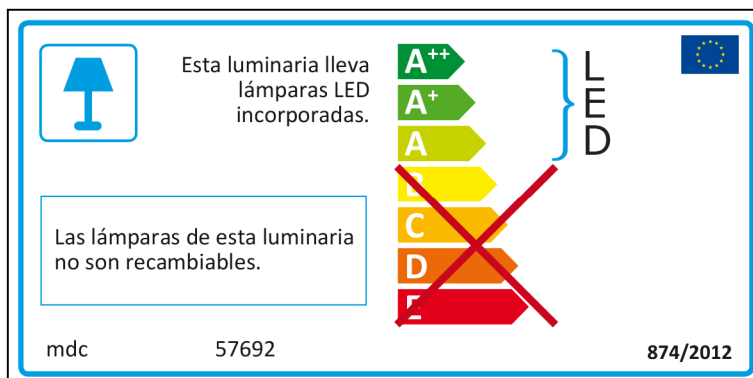 Esta luminaria lleva
lámparas LED
incorporadas.
A++
A+
A
B
C
D
E
L
E
D
Las lámparas de esta luminaria
no son recambiables.
mdc 57692
874/2012